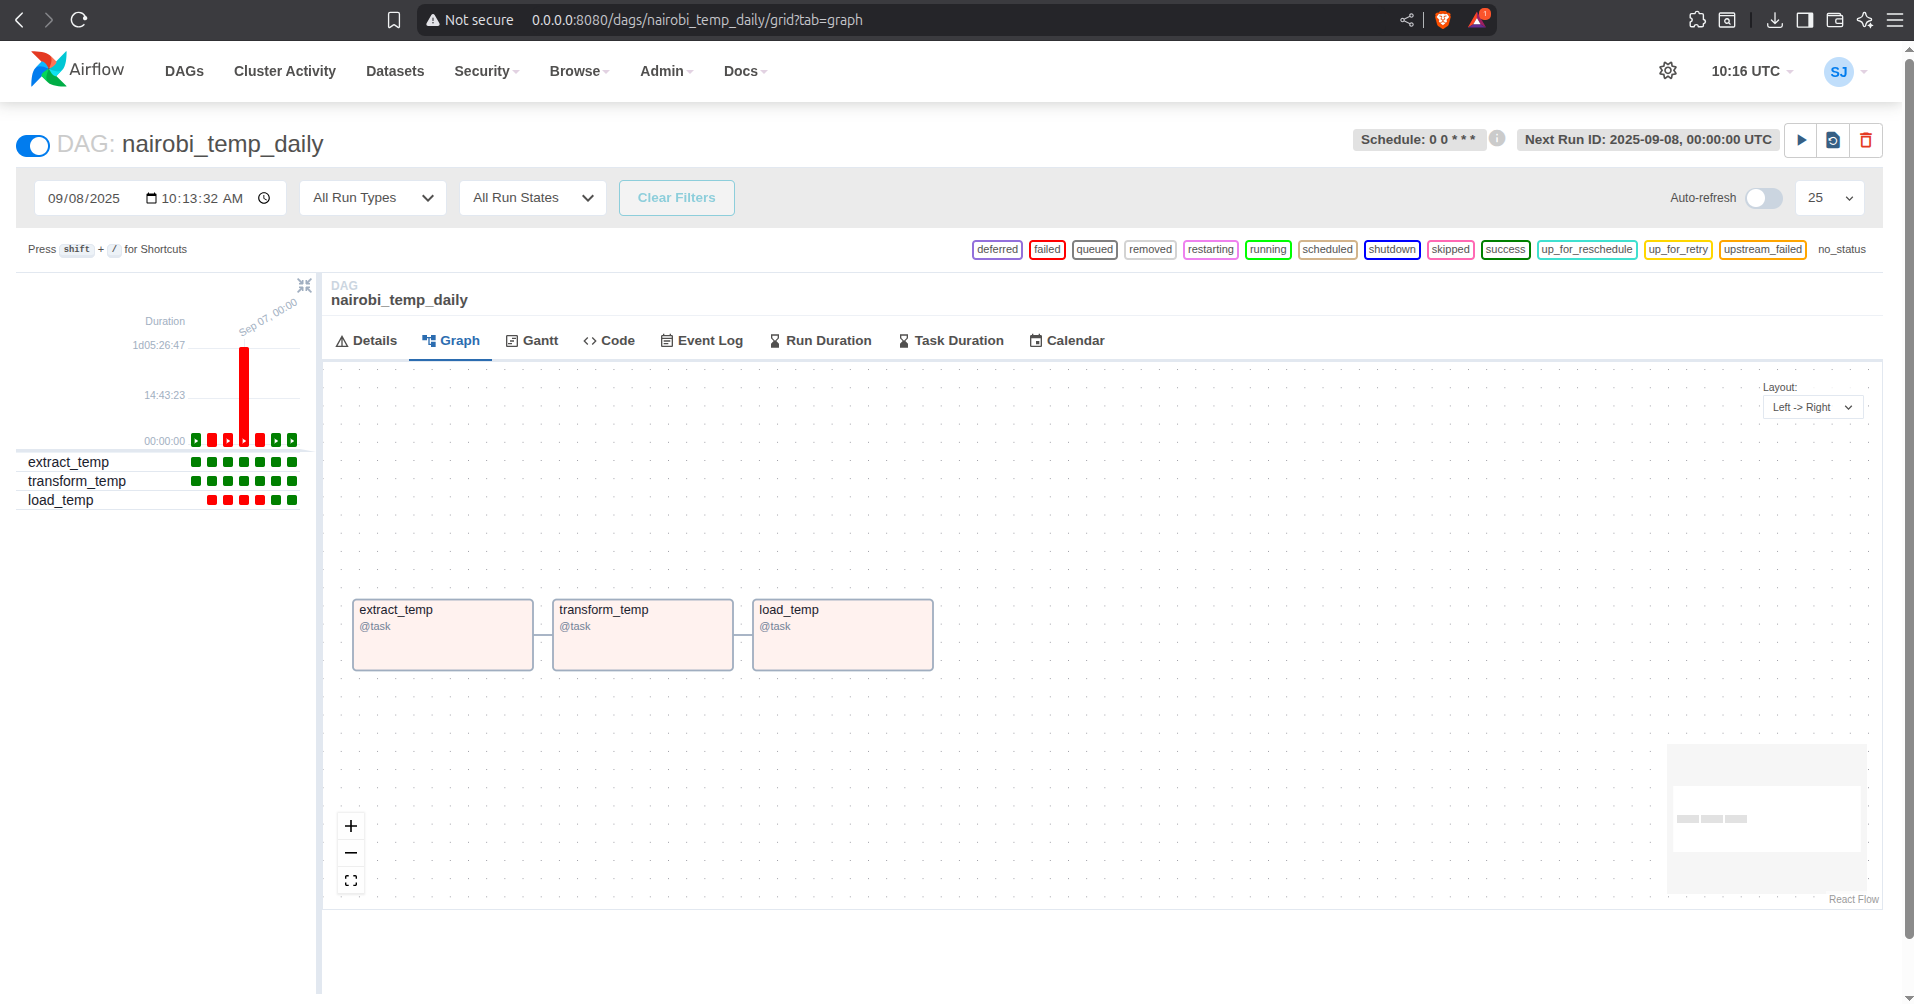 Not secure 0.0.0.0:8080/dags/nairobi_temp_daily/grid?tab=graph 1
Airflow DAGs Cluster Activity Datasets Security Browse Admin Docs 10:16 UTC SJ
DAG: nairobi_temp_daily Schedule: 0 0 * * * i Next Run ID: 2025-09-08, 00:00:00 UTC
09/08/2025 10:13:32 AM All Run Types All Run States Clear Filters Auto-refresh 25
Press shift + / for Shortcuts deferred failed queued removed restarting running scheduled shutdown skipped success up_for_reschedule up_for_retry upstream_failed no_status
DAG
nairobi_temp_daily
Sep 07, 00:00
Duration
1d05:26:47
14:43:23
00:00:00
extract_temp
transform_temp
load_temp
Details Graph Gantt Code Event Log Run Duration Task Duration Calendar
Layout:
Left -> Right
extract_temp transform_temp load_temp
@task @task @task
React Flow